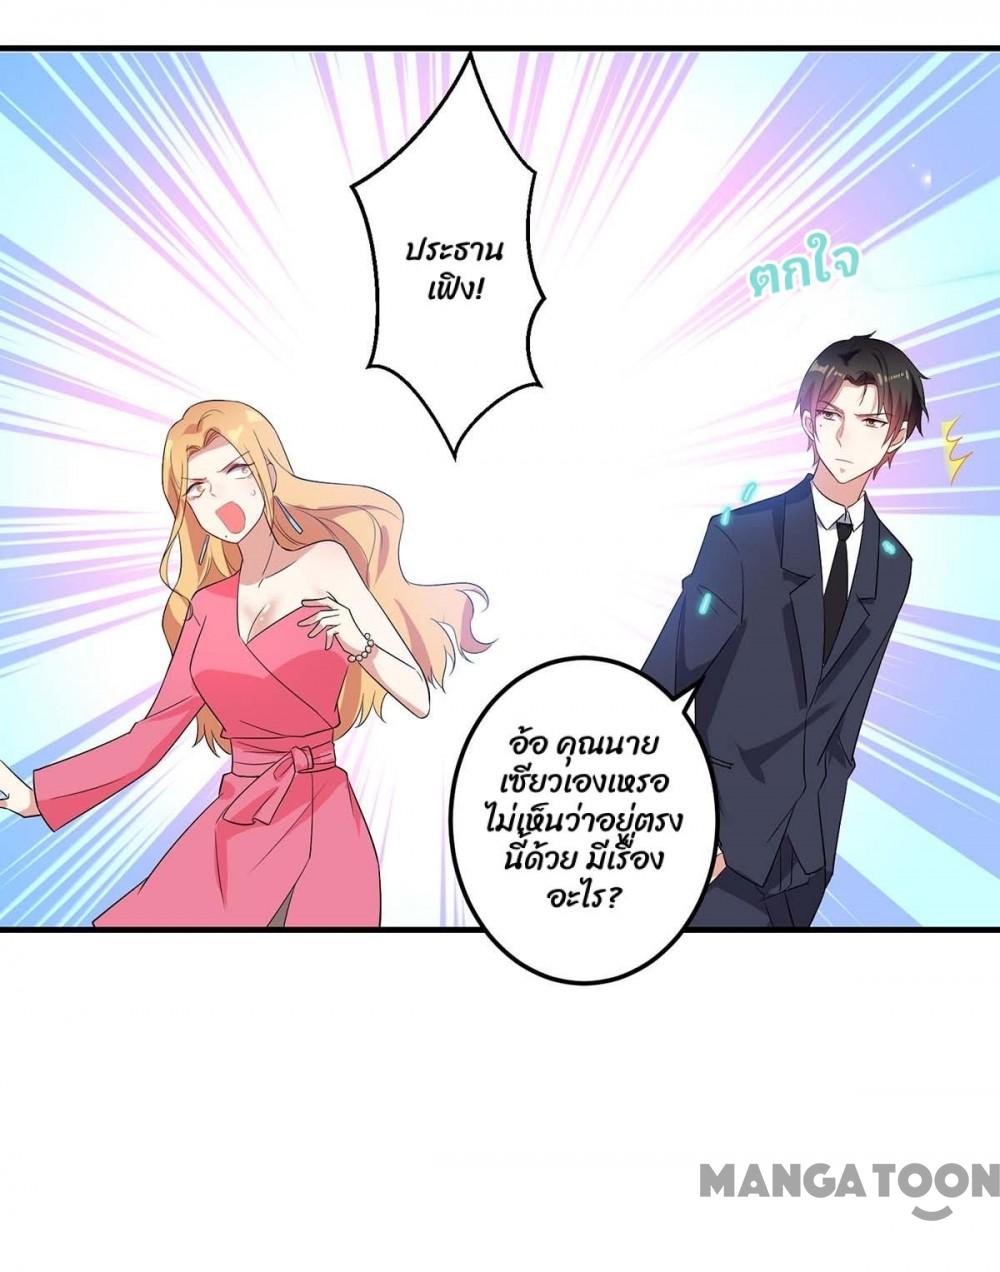 ประธาน
เฟิง!
ตกใจ
อ้อ คุณนาย
เซียวเองเหรอ
ไม่เห็นว่าอยู่ตรง
นี้ด้วย มีเรื่อง
อะไร?
MANGATOON